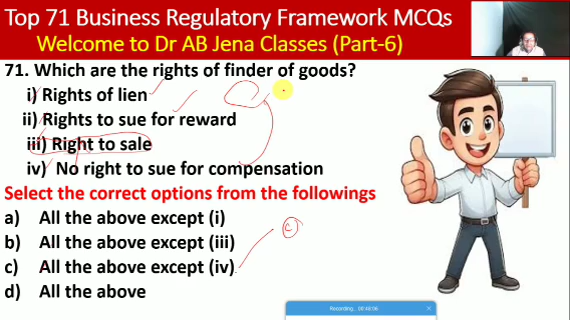 Top 71 Business Regulatory Framework MCQs
Welcome to Dr AB Jena Classes (Part-6)
71. Which are the rights of finder of goods?
i) Rights of lien
ii) Rights to sue for reward
iii) Right to sale
iv) No right to sue for compensation
Select the correct options from the followings
a) All the above except (i)
b) All the above except (iii)
c) All the above except (iv)
d) All the above